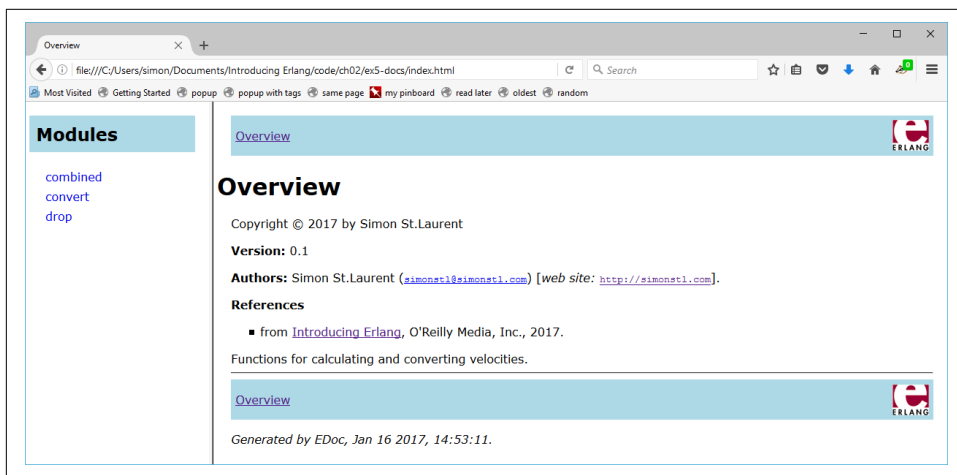 Overview
file:///C:/Users/simon/Documents/Introducing Erlang/code/ch02/ex5-docs/index.html
Search
0
Most Visited Getting Started popup popup with tags same page my pinboard read later oldest random
Modules
combined
convert
drop
Overview
ERLANG
Overview
Copyright © 2017 by Simon St.Laurent
Version: 0.1
Authors: Simon St.Laurent (simonstl@simonstl.com) [web site: http://simonstl.com].
References
from Introducing Erlang, O'Reilly Media, Inc., 2017.
Functions for calculating and converting velocities.
Overview
ERLANG
Generated by EDoc, Jan 16 2017, 14:53:11.